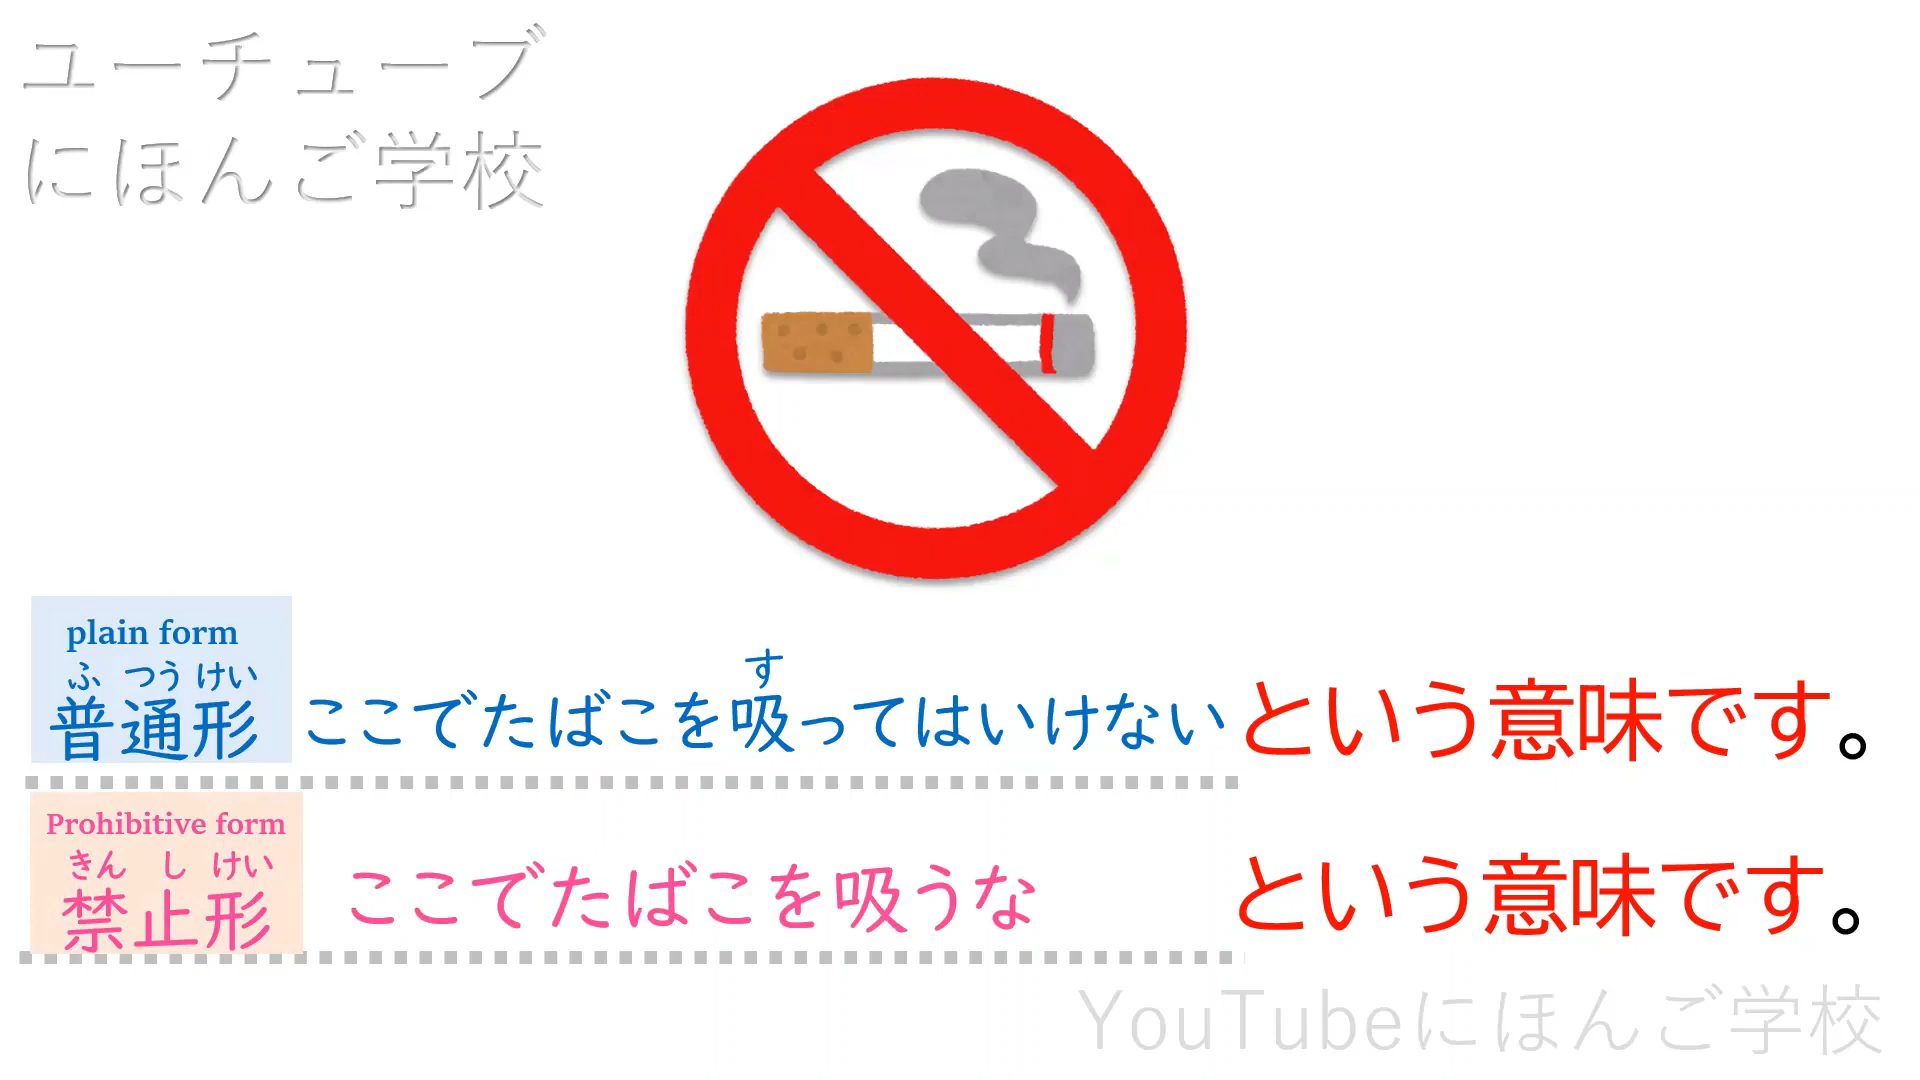 ユーチューブ
にほんご学校
plain form
ふ つう けい
普通形
す
ここでたばこを吸ってはいけないという意味です。
Prohibitive form
きん し けい
禁止形
ここでたばこを吸うな という意味です。
YouTubeにほんご学校